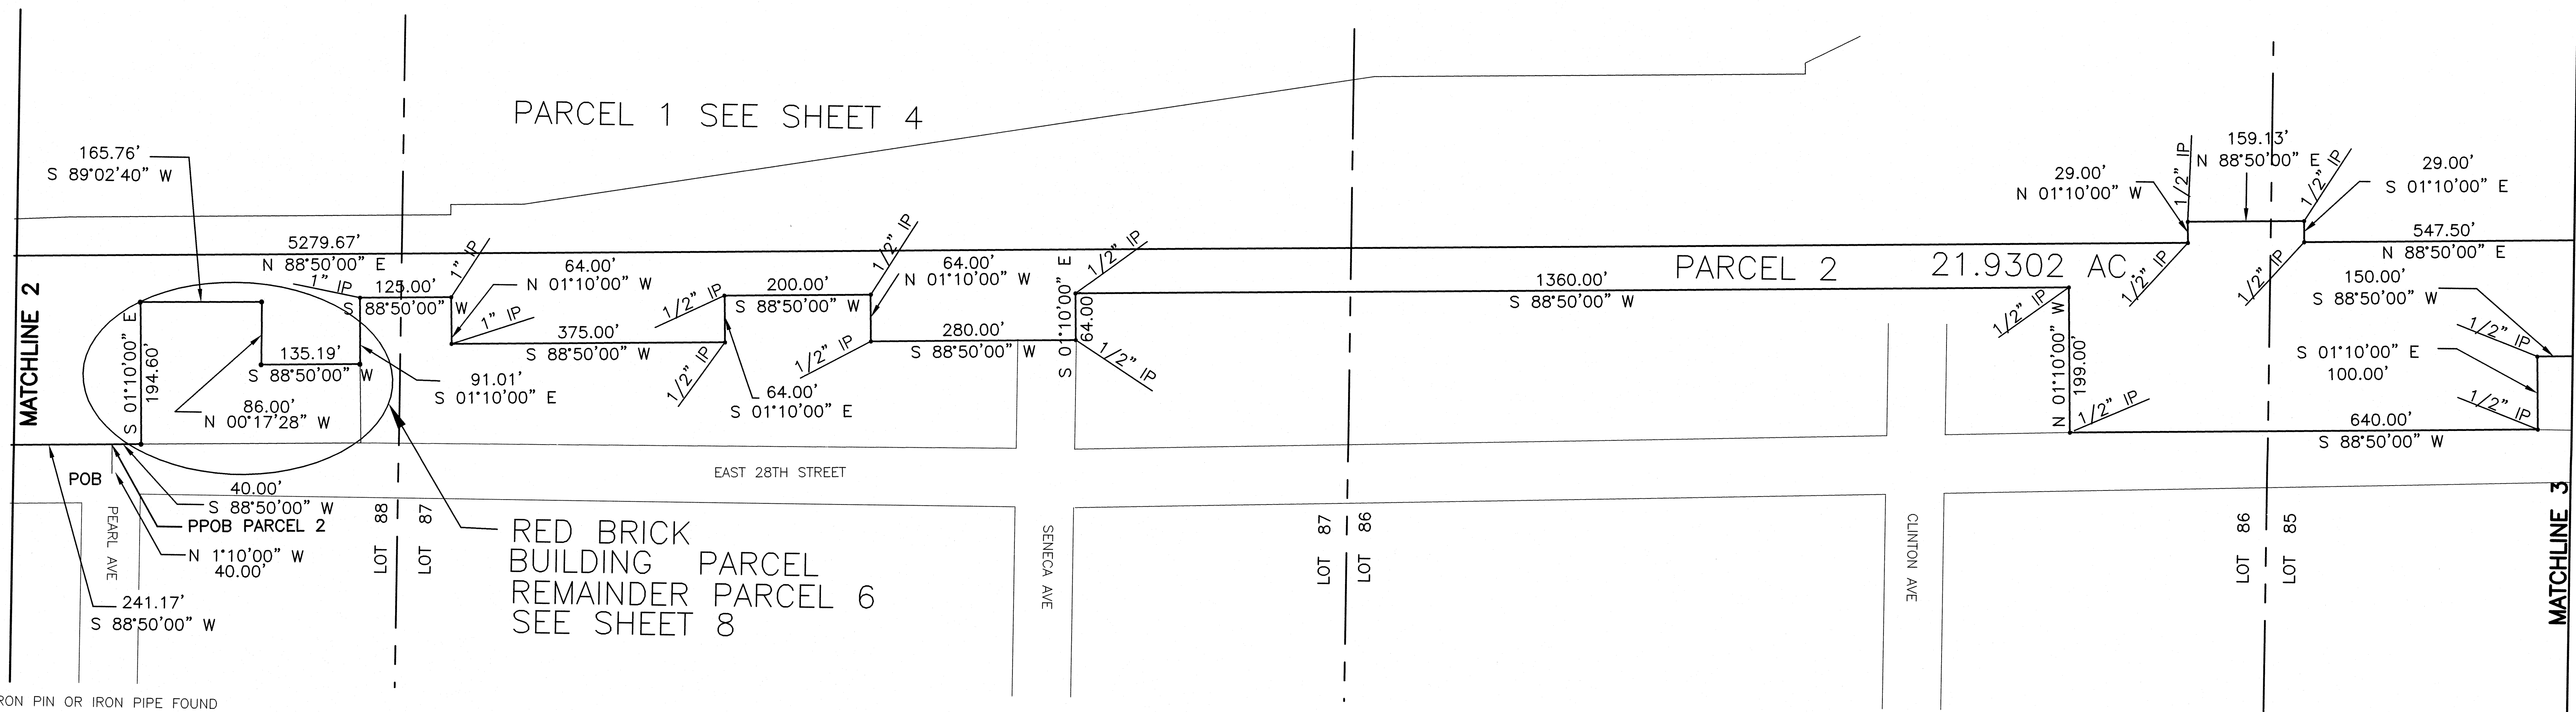 PARCEL 1 SEE SHEET 4
165.76'
S 89°02'40" W
159.13'
N 88°50'00" E
1/2" IP
1/2" IP
29.00'
N 01°10'00" W
29.00'
S 01°10'00" E
5279.67'
N 88°50'00" E
547.50'
N 88°50'00" E
1" IP
1" IP
125.00'
S 88°50'00" W
64.00'
N 01°10'00" W
1" IP
375.00'
S 88°50'00" W
1/2" IP
1/2" IP
200.00'
S 88°50'00" W
1/2" IP
64.00'
N 01°10'00" W
1/2" IP
280.00'
S 88°50'00" W
64.00'
S 01°10'00" E
S 01°10'00" E
64.00
1/2" IP
1/2" IP
1360.00'
S 88°50'00" W
PARCEL 2 21.9302 AC.
1/2" IP
1/2" IP
1/2" IP
N 01°10'00" W
199.00'
1/2" IP
150.00'
S 88°50'00" W
1/2" IP
S 01°10'00" E
100.00'
1/2" IP
640.00'
S 88°50'00" W
MATCHLINE 2
S 01°10'00" E
194.60'
135.19'
S 88°50'00" W
91.01'
S 01°10'00" E
86.00'
N 00°17'28" W
POB
40.00'
S 88°50'00" W
PPOB PARCEL 2
N 1°10'00" W
40.00'
241.17'
S 88°50'00" W
PEARL AVE
LOT 88
LOT 87
EAST 28TH STREET
RED BRICK
BUILDING PARCEL
REMAINDER PARCEL 6
SEE SHEET 8
SENECA AVE
LOT 87
LOT 86
CLINTON AVE
LOT 86
LOT 85
MATCHLINE 3
RON PIN OR IRON PIPE FOUND